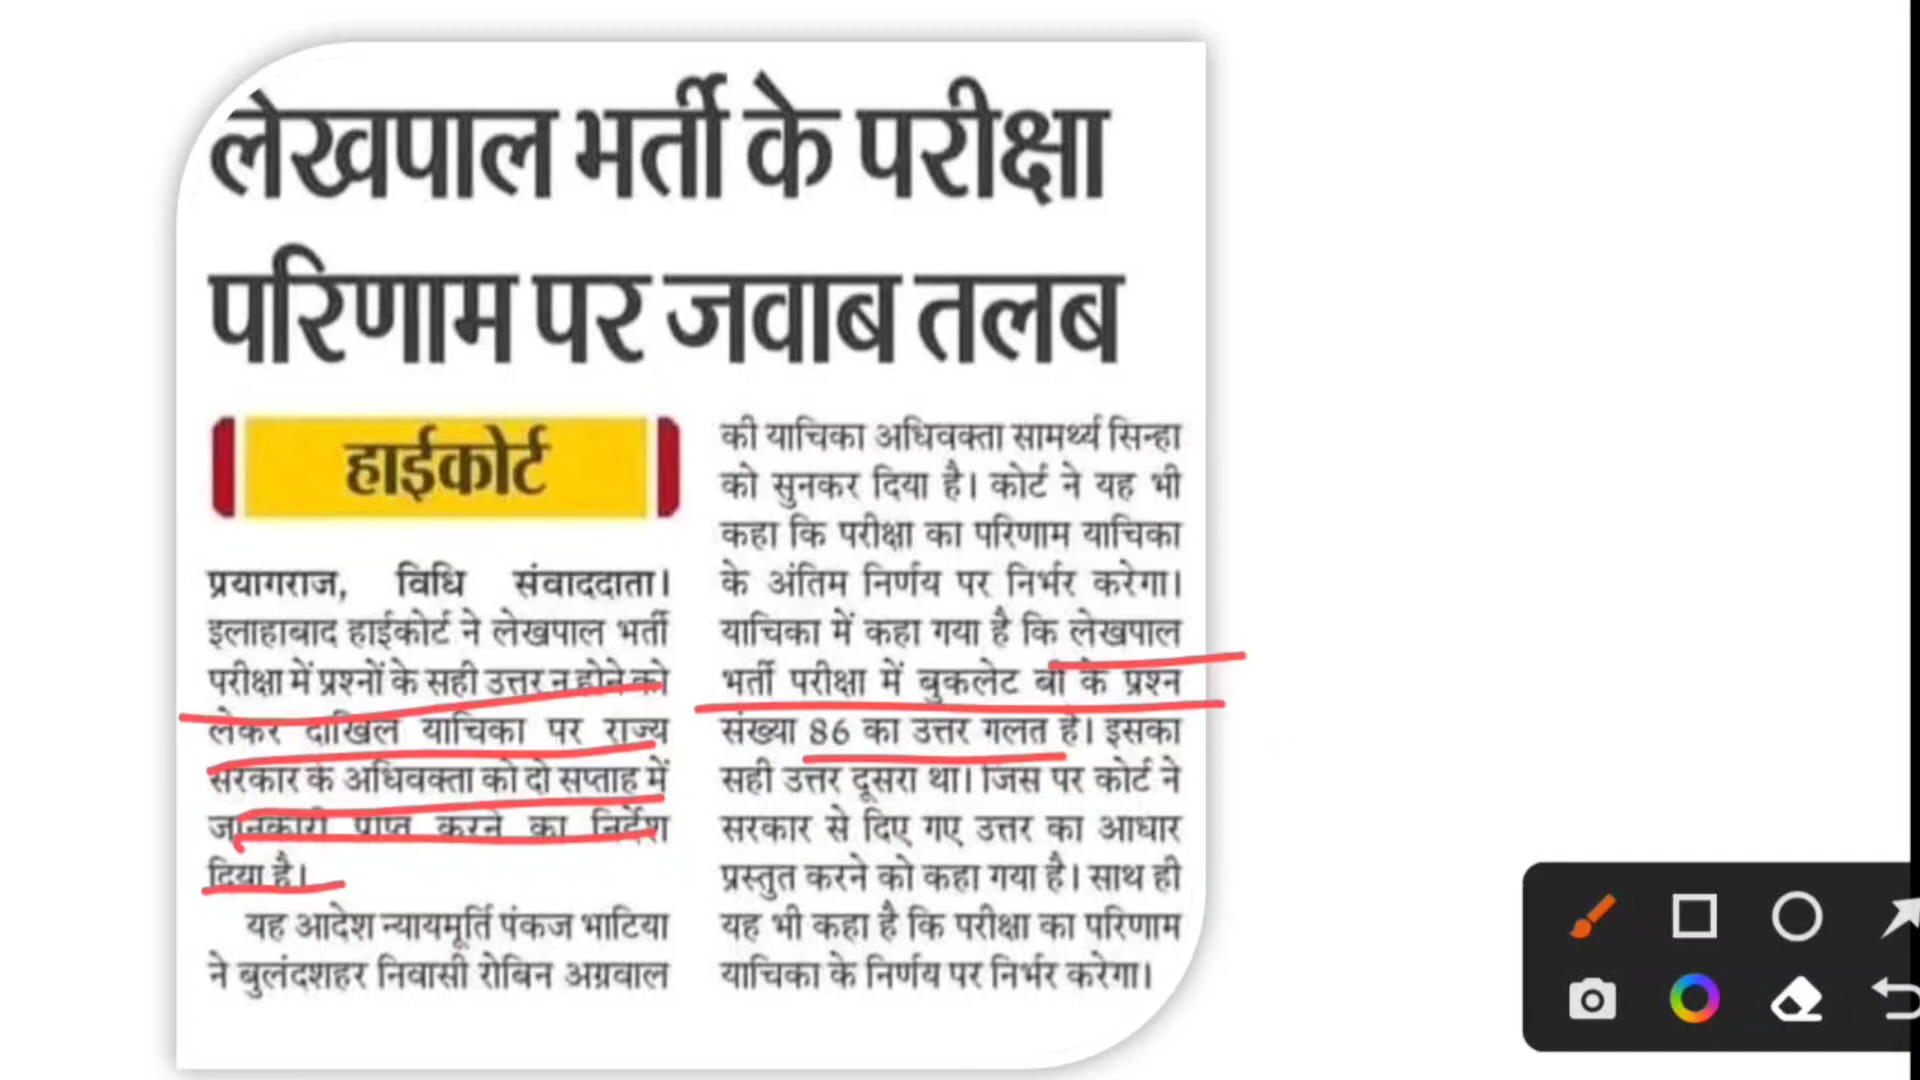 लेखपाल भर्ती के परीक्षा
परिणाम पर जवाब तलब
हाईकोर्ट
प्रयागराज, विधि संवाददाता।
इलाहाबाद हाईकोर्ट ने लेखपाल भर्ती
परीक्षा में प्रश्नों के सही उत्तर न होने को
लेकर दाखिल याचिका पर राज्य
सरकार के अधिवक्ता को दो सप्ताह में
जानकारी प्राप्त करने का निर्देश
दिया है।
यह आदेश न्यायमूर्ति पंकज भाटिया
ने बुलंदशहर निवासी रोबिन अग्रवाल
की याचिका अधिवक्ता सामर्थ्य सिन्हा
को सुनकर दिया है। कोर्ट ने यह भी
कहा कि परीक्षा का परिणाम याचिका
के अंतिम निर्णय पर निर्भर करेगा।
याचिका में कहा गया है कि लेखपाल
भर्ती परीक्षा में बुकलेट बी के प्रश्न
संख्या 86 का उत्तर गलत है। इसका
सही उत्तर दूसरा था। जिस पर कोर्ट ने
सरकार से दिए गए उत्तर का आधार
प्रस्तुत करने को कहा गया है। साथ ही
यह भी कहा है कि परीक्षा का परिणाम
याचिका के निर्णय पर निर्भर करेगा।